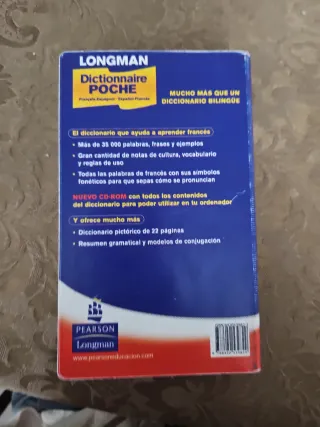 LONGMAN
Dictionnaire
POCHE
Français-Espagnol · Español-Francés
MUCHO MÁS QUE UN
DICCIONARIO BILINGÜE
El diccionario que ayuda a aprender francés
• Más de 35 000 palabras, frases y ejemplos
• Gran cantidad de notas de cultura, vocabulario
y reglas de uso
• Todas las palabras de francés con sus símbolos
fonéticos para que sepas cómo se pronuncian
NUEVO CD-ROM con todos los contenidos
del diccionario para poder utilizar en tu ordenador
Y ofrece mucho más
• Diccionario pictórico de 22 páginas
• Resumen gramatical y modelos de conjugación
PEARSON
Longman
www.pearsoneducacion.com